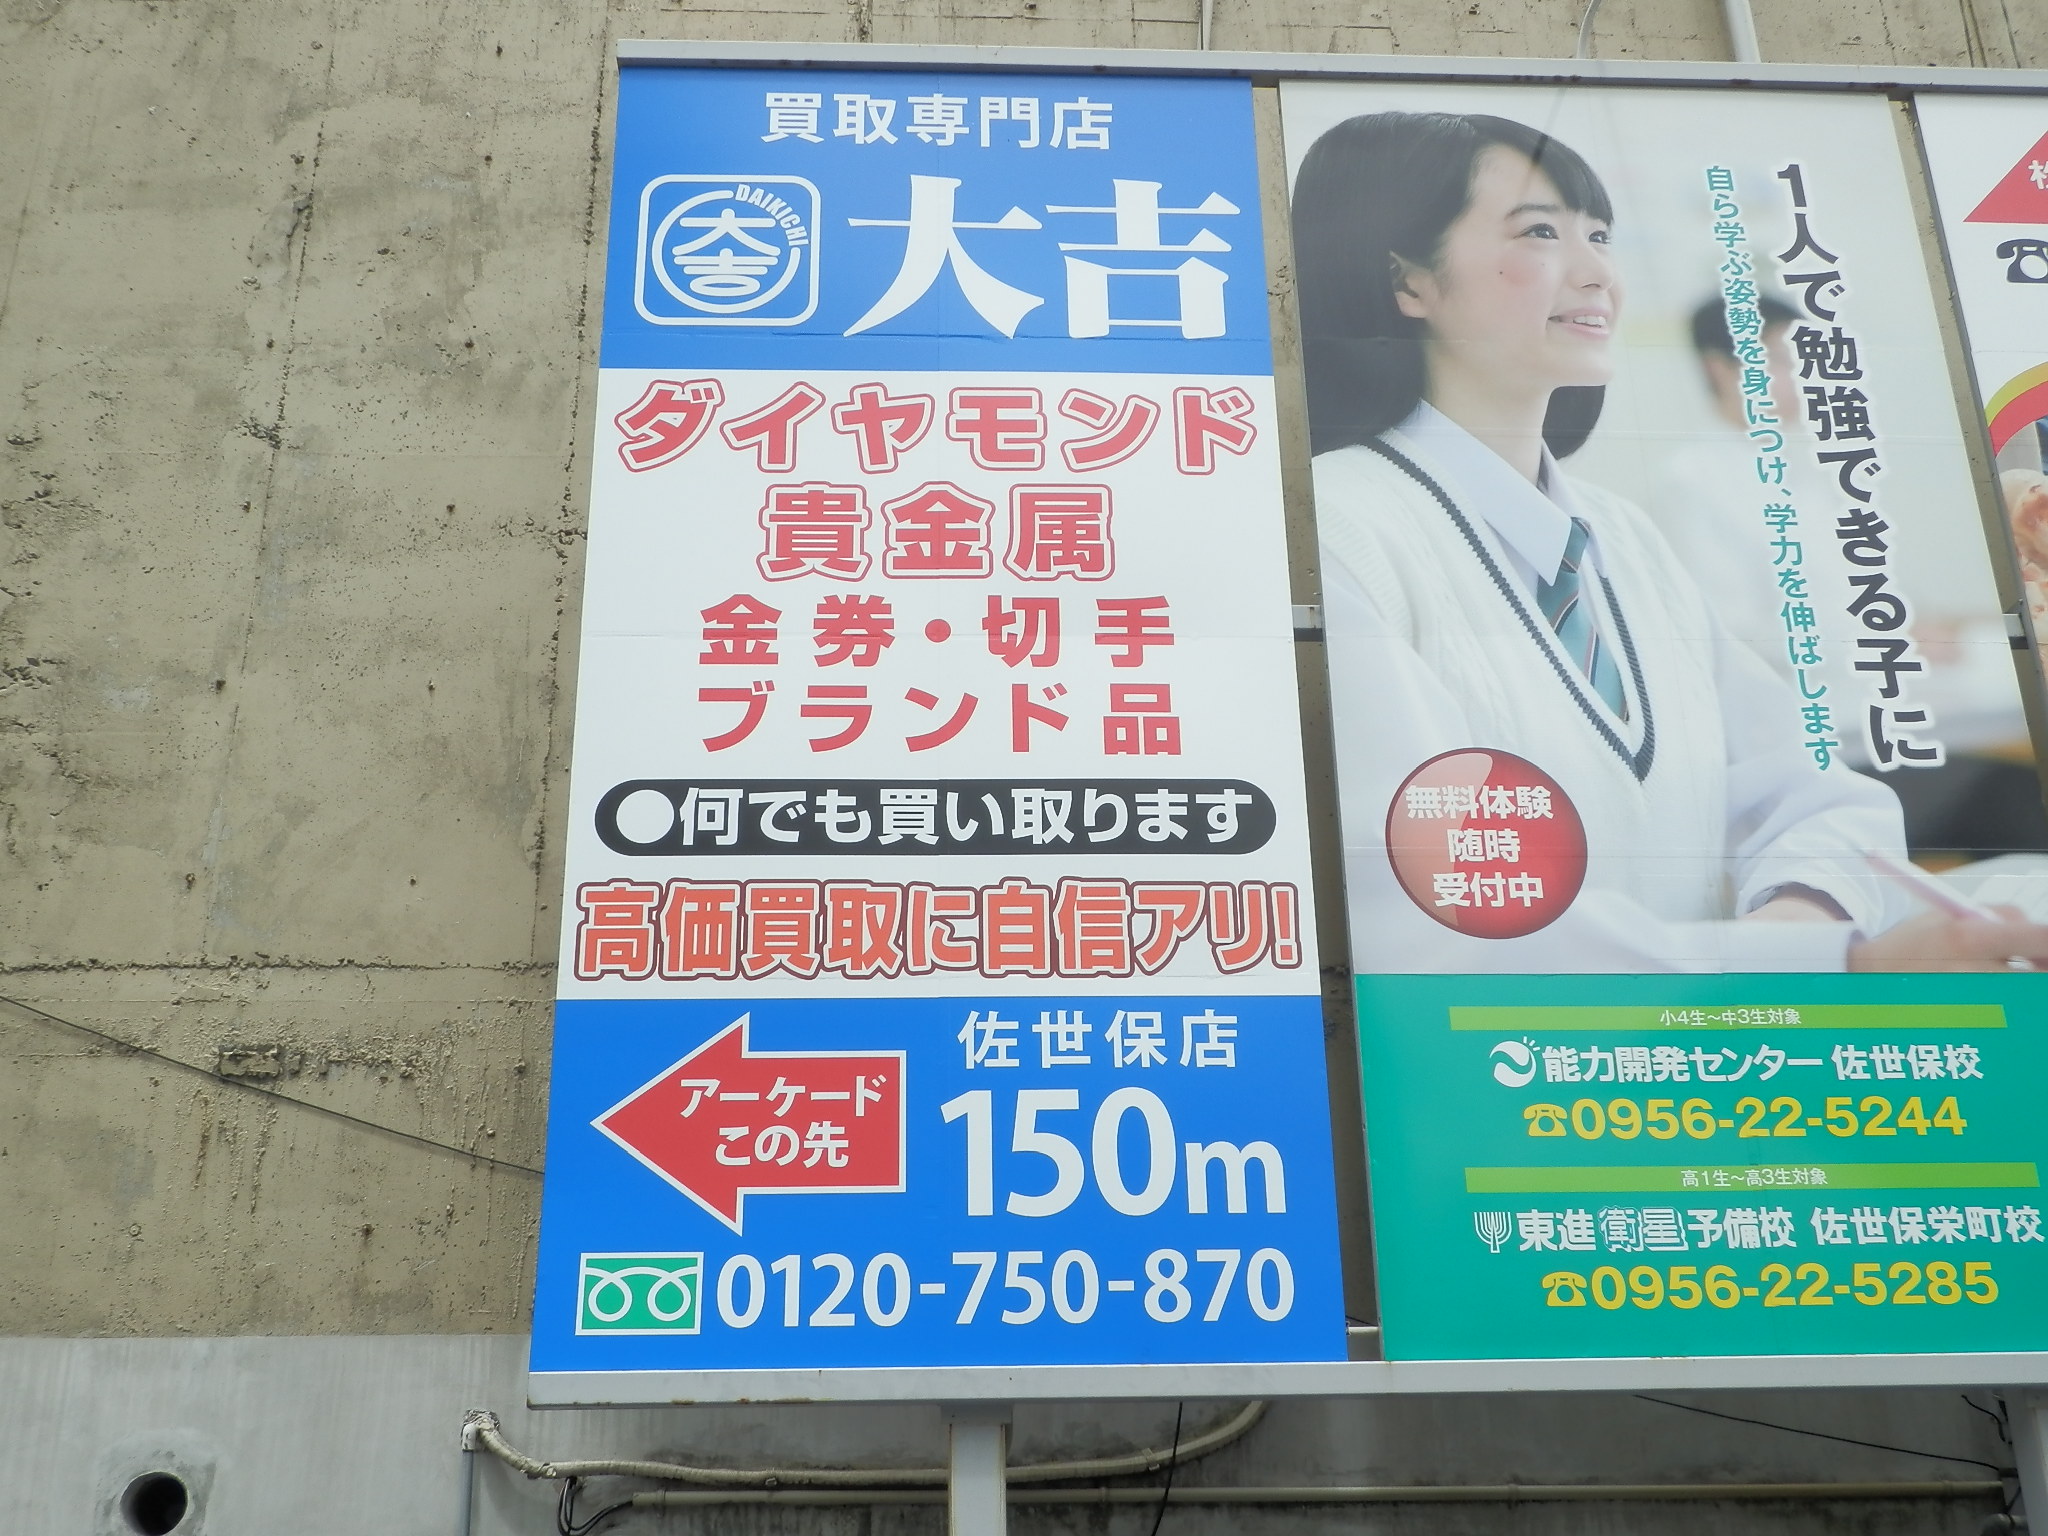 買取専門店
DAIKICHI
大吉
大吉
ダイヤモンド
貴金属
金券・切手
ブランド品
●何でも買い取ります
高価買取に自信アリ!
アーケード
この先
佐世保店
150m
0120-750-870
1人で勉強できる子に
自ら学ぶ姿勢を身につけ、学力を伸ばします
無料体験
随時
受付中
小4生～中3生対象
能力開発センター 佐世保校
☎0956-22-5244
高1生～高3生対象
東進衛星予備校 佐世保栄町校
☎0956-22-5285